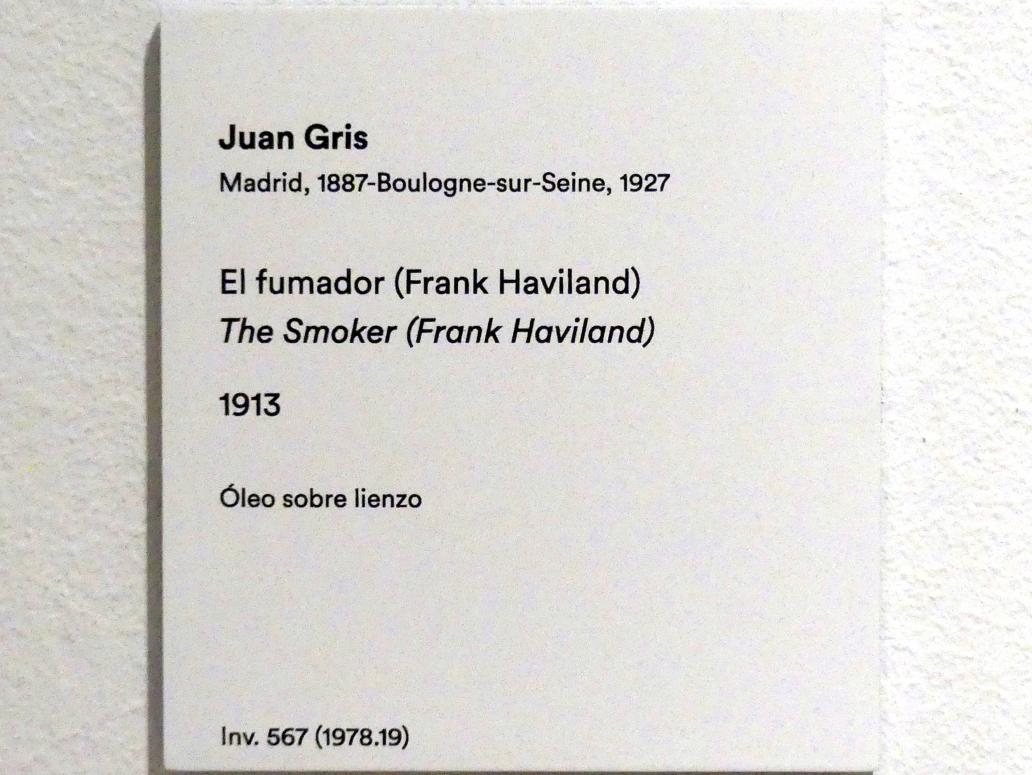 Juan Gris
Madrid, 1887-Boulogne-sur-Seine, 1927
El fumador (Frank Haviland)
The Smoker (Frank Haviland)
1913
Óleo sobre lienzo
Inv. 567 (1978.19)